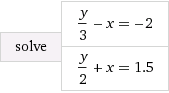 solve
y/3 − x = −2
y/2 + x = 1.5